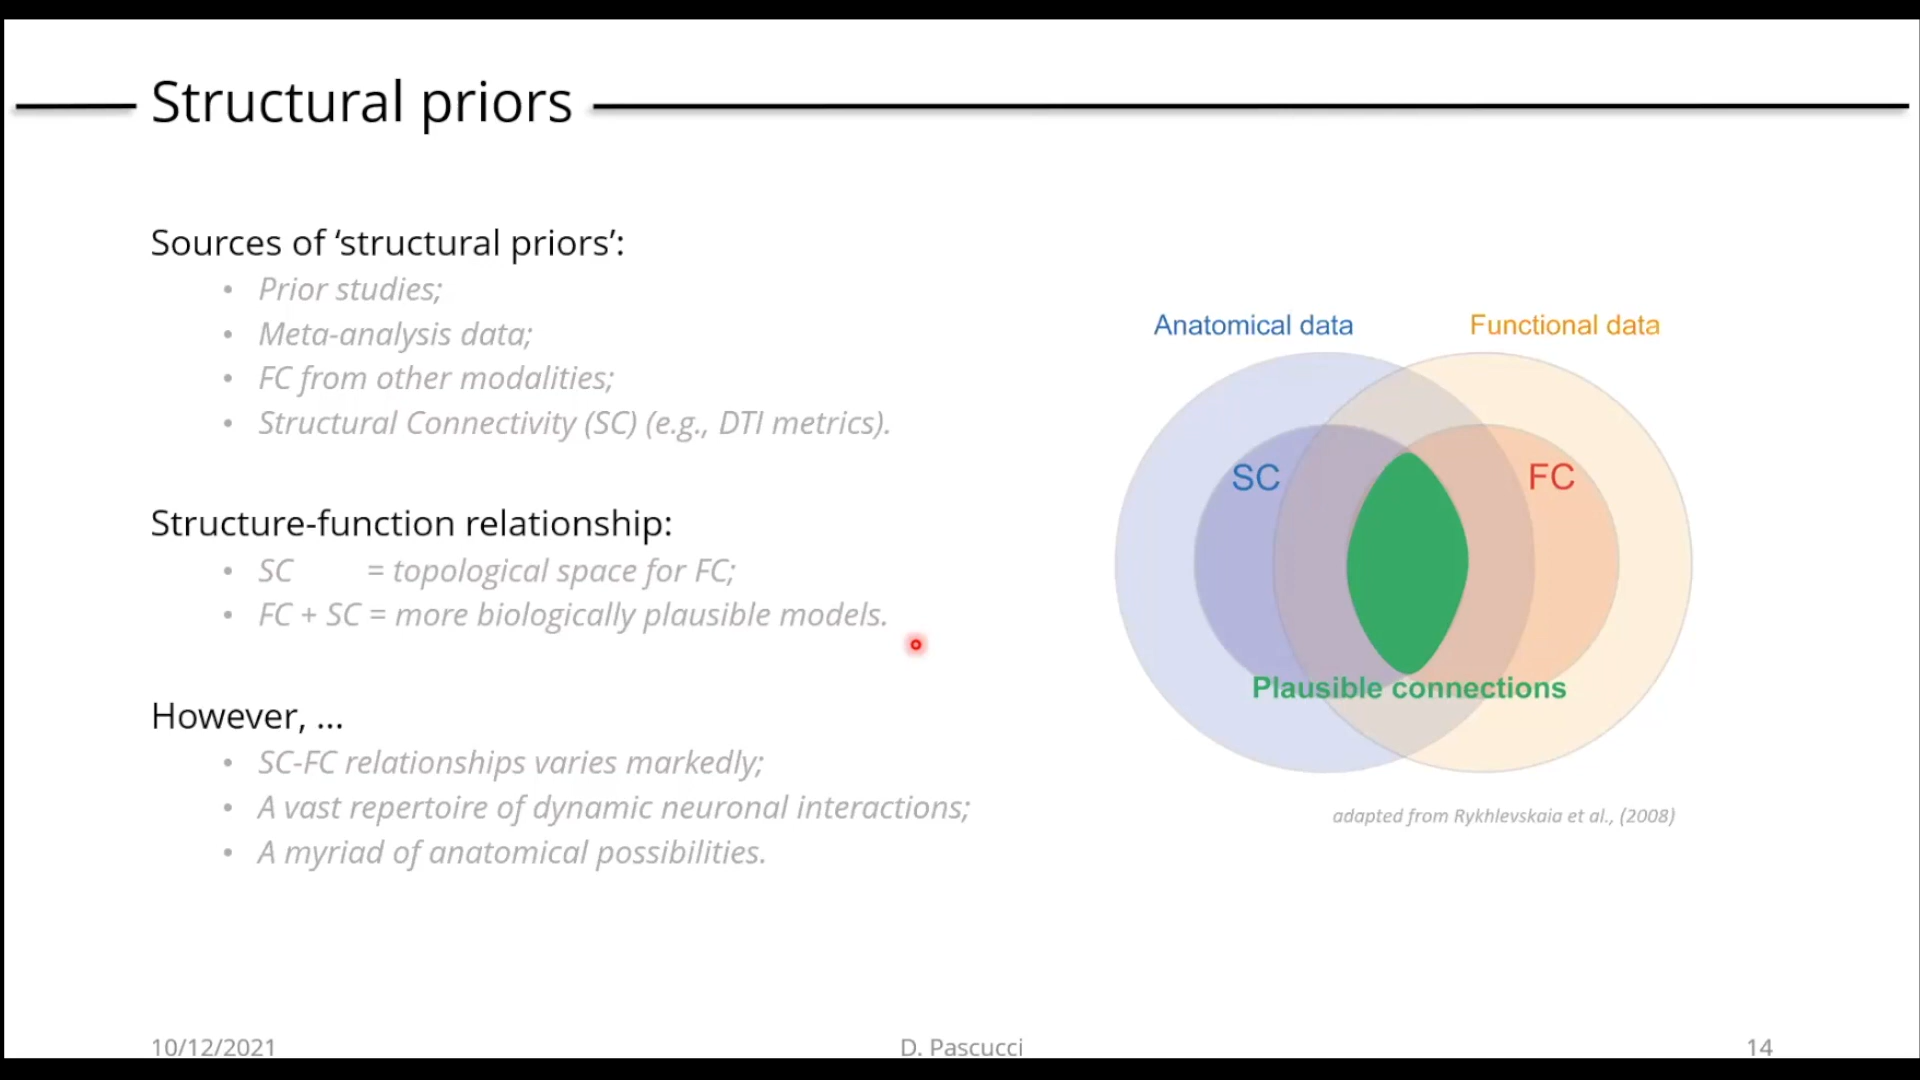 Structural priors
Sources of ‘structural priors’:
• Prior studies;
• Meta-analysis data;
• FC from other modalities;
• Structural Connectivity (SC) (e.g., DTI metrics).
Structure-function relationship:
• SC = topological space for FC;
• FC + SC = more biologically plausible models.
However, ...
• SC-FC relationships varies markedly;
• A vast repertoire of dynamic neuronal interactions;
• A myriad of anatomical possibilities.
Anatomical data
Functional data
SC
FC
Plausible connections
adapted from Rykhlevskaia et al., (2008)
10/12/2021
D. Pascucci
14